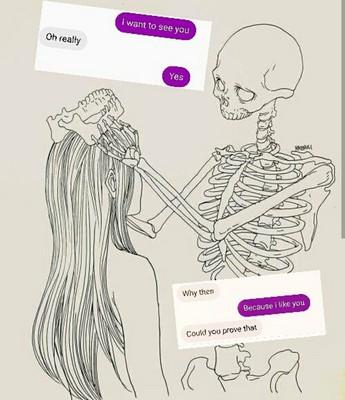 i want to see you
Oh really
Yes
Why then
Because i like you
Could you prove that